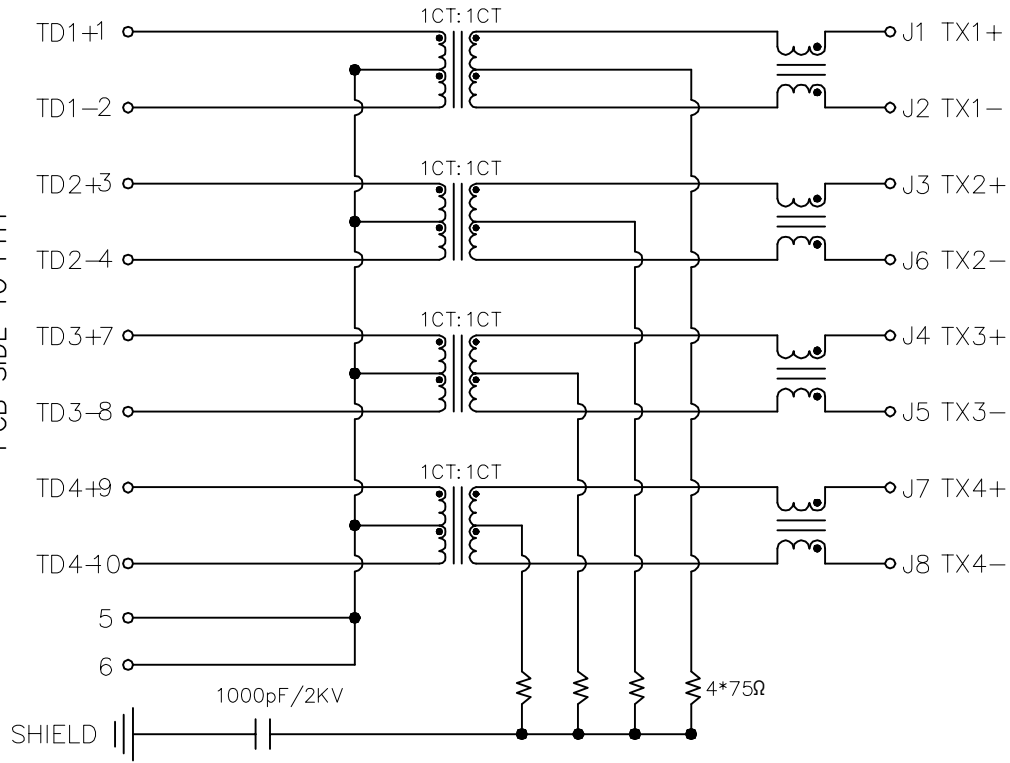 1CT:1CT
TD1+ 1
J1 TX1+
TD1- 2
J2 TX1-
1CT:1CT
TD2+ 3
J3 TX2+
TD2- 4
J6 TX2-
1CT:1CT
TD3+ 7
J4 TX3+
TD3- 8
J5 TX3-
1CT:1CT
TD4+ 9
J7 TX4+
TD4- 10
J8 TX4-
5
6
1000pF/2KV
4*75Ω
SHIELD